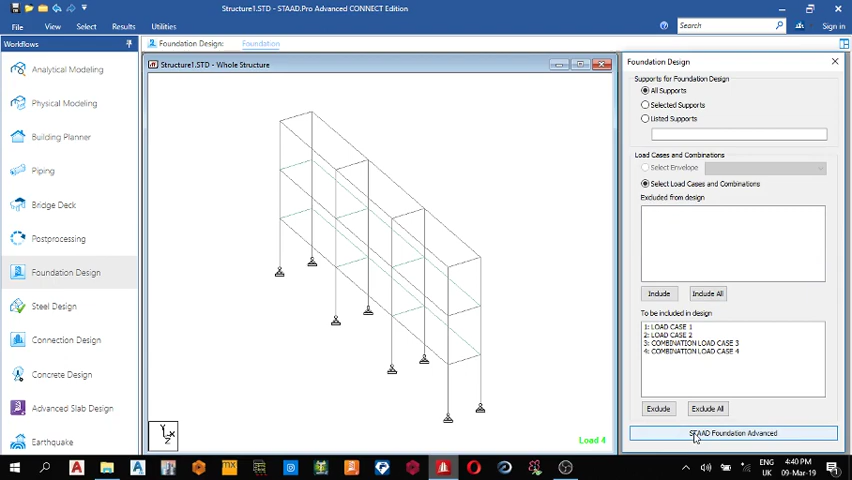 Structure1.STD - STAAD.Pro Advanced CONNECT Edition
File View Select Results Utilities
Search
Sign in
Workflows
Foundation Design: Foundation
Analytical Modeling
Physical Modeling
Building Planner
Piping
Bridge Deck
Postprocessing
Foundation Design
Steel Design
Connection Design
Concrete Design
Advanced Slab Design
Earthquake
Structure1.STD - Whole Structure
Y
X
Z
Load 4
Foundation Design
Supports for Foundation Design
All Supports
Selected Supports
Listed Supports
Load Cases and Combinations
Select Envelope
Select Load Cases and Combinations
Excluded from design
Include Include All
To be included in design
1: LOAD CASE 1
2: LOAD CASE 2
3: COMBINATION LOAD CASE 3
4: COMBINATION LOAD CASE 4
Exclude Exclude All
STAAD Foundation Advanced
ENG 4:40 PM
UK 09-Mar-19